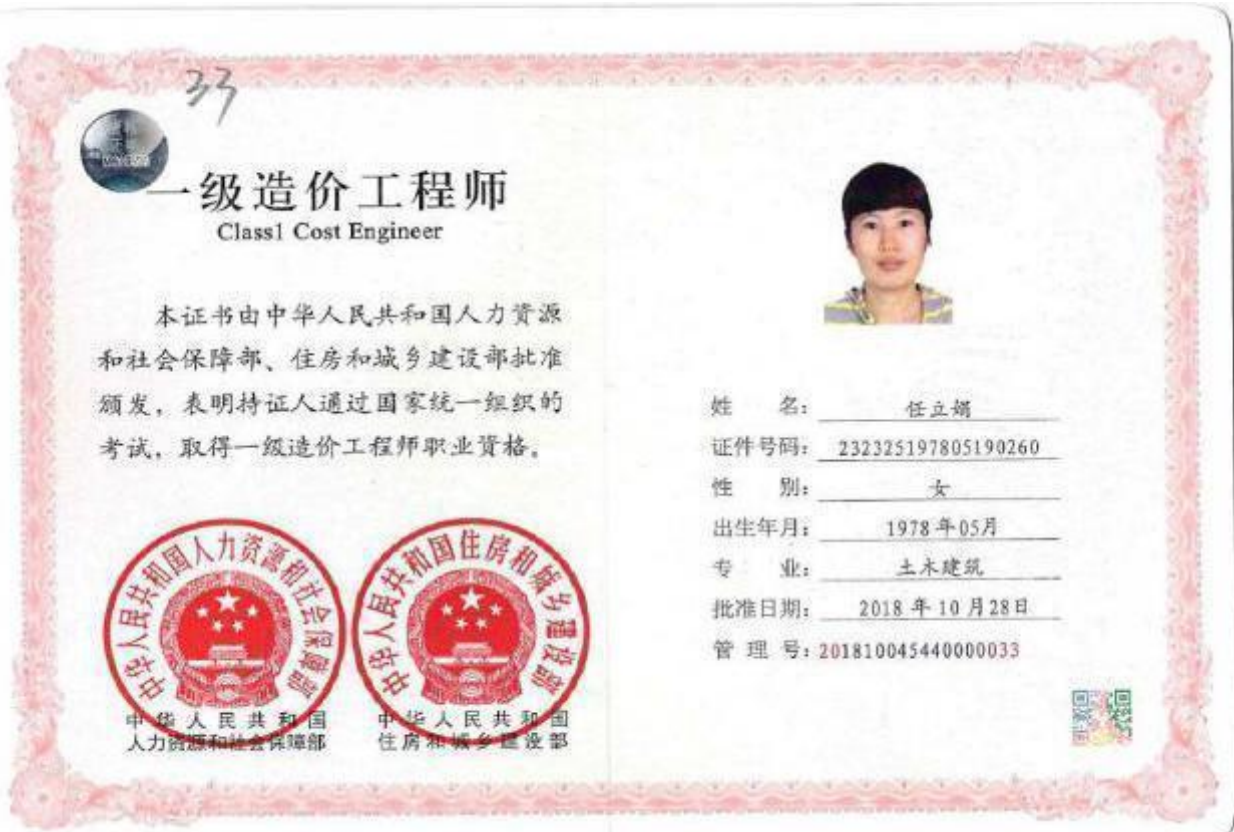 33
一级造价工程师
Class1 Cost Engineer
本证书由中华人民共和国人力资源
和社会保障部、住房和城乡建设部批准
颁发，表明持证人通过国家统一组织的
考试，取得一级造价工程师职业资格。
中华人民共和国人力资源和社会保障部
中华人民共和国住房和城乡建设部
中华人民共和国
人力资源和社会保障部
中华人民共和国
住房和城乡建设部
姓 名：任立娟
证件号码：232325197805190260
性 别：女
出生年月：1978年05月
专 业：土木建筑
批准日期：2018年10月28日
管 理 号：201810045440000033